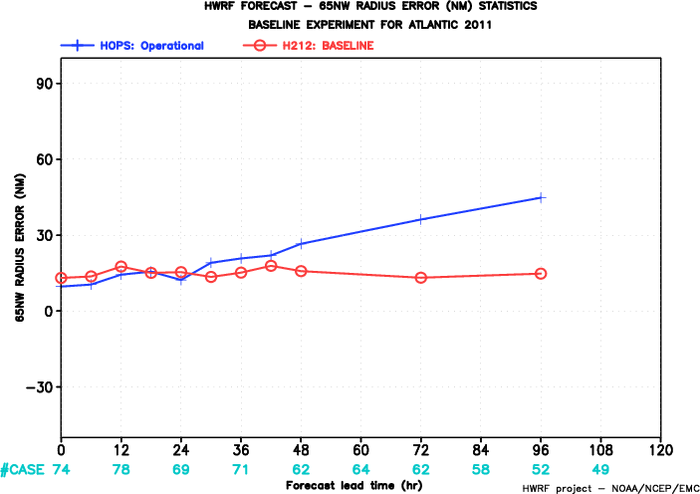 HWRF FORECAST – 65NW RADIUS ERROR (NM) STATISTICS
BASELINE EXPERIMENT FOR ATLANTIC 2011
HOPS: Operational H212: BASELINE
90
60
30
0
−30
65NW RADIUS ERROR (NM)
0 12 24 36 48 60 72 84 96 108 120
#CASE 74 78 69 71 62 64 62 58 52 49
Forecast lead time (hr)
HWRF project – NOAA/NCEP/EMC